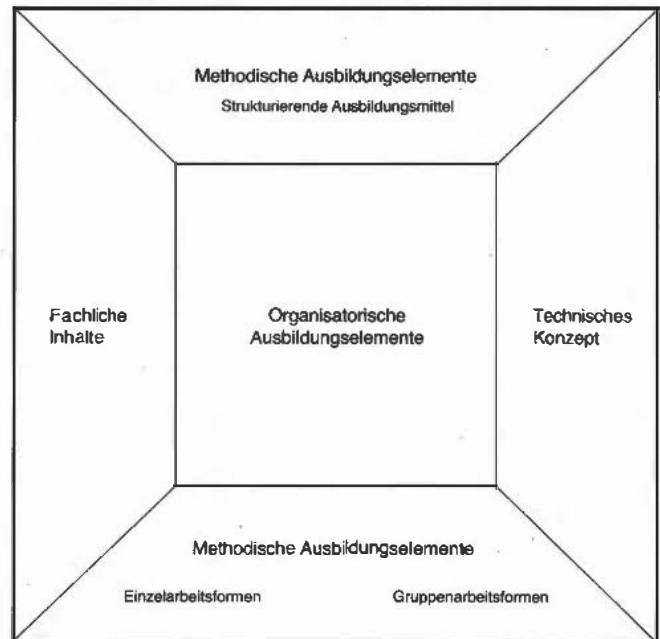 Methodische Ausbildungselemente
Strukturierende Ausbildungsmittel
Fachliche
Inhalte
Organisatorische
Ausbildungselemente
Technisches
Konzept
Methodische Ausbildungselemente
Einzelarbeitsformen
Gruppenarbeitsformen